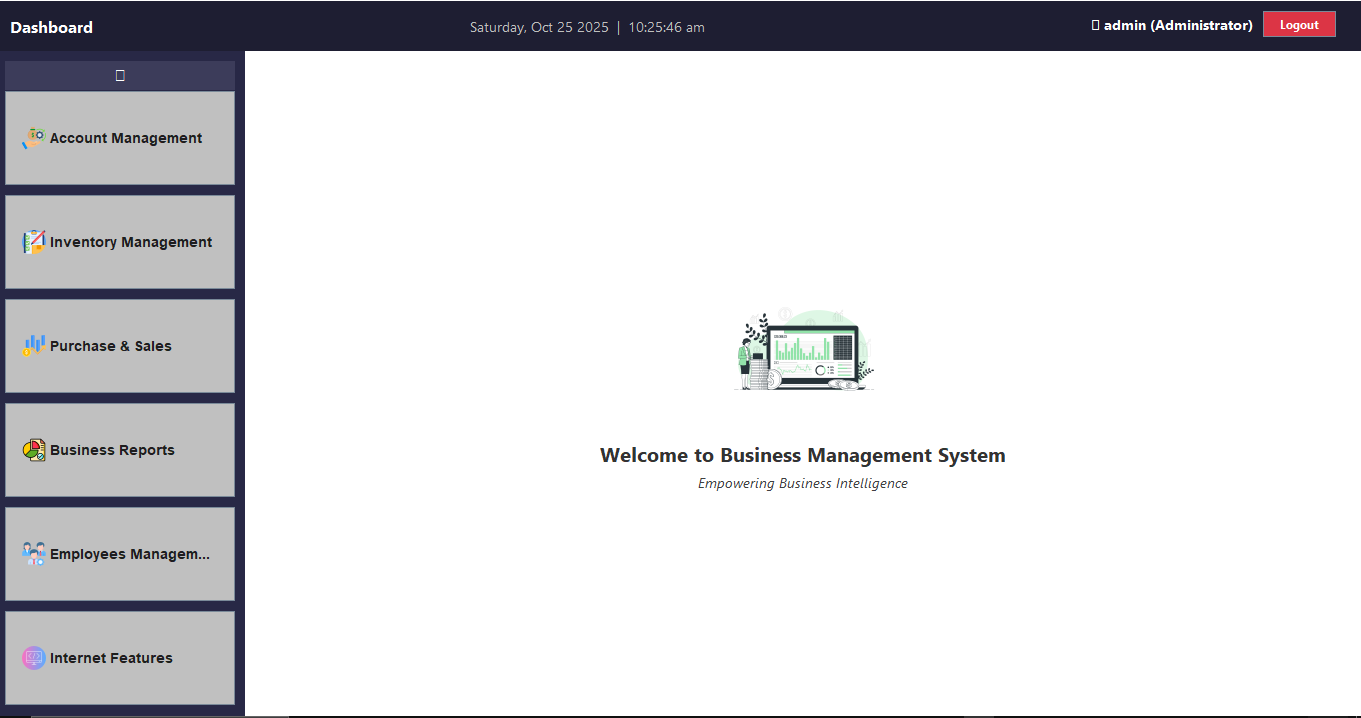 Dashboard
Saturday, Oct 25 2025 | 10:25:46 am
admin (Administrator)
Logout
Account Management
Inventory Management
Purchase & Sales
Business Reports
Employees Managem...
Internet Features
Welcome to Business Management System
Empowering Business Intelligence